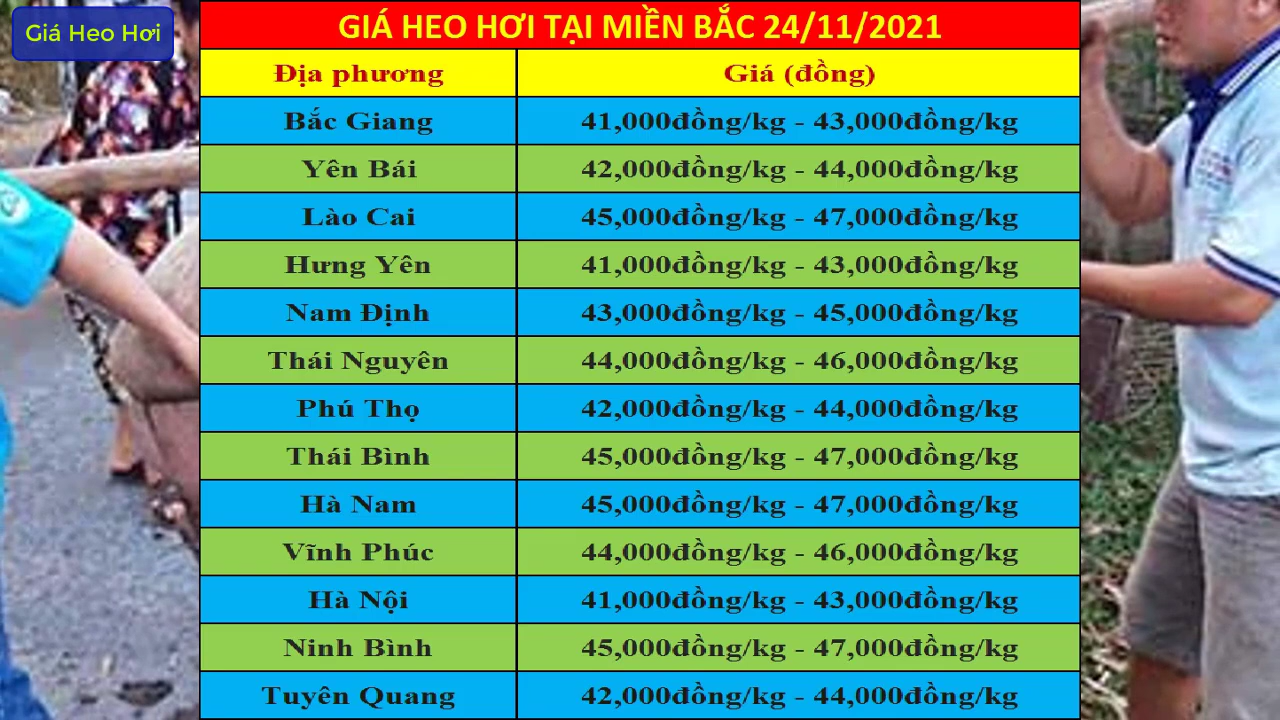 Giá Heo Hơi
GIÁ HEO HƠI TẠI MIỀN BẮC 24/11/2021
Địa phương Giá (đồng)
Bắc Giang 41,000đồng/kg - 43,000đồng/kg
Yên Bái 42,000đồng/kg - 44,000đồng/kg
Lào Cai 45,000đồng/kg - 47,000đồng/kg
Hưng Yên 41,000đồng/kg - 43,000đồng/kg
Nam Định 43,000đồng/kg - 45,000đồng/kg
Thái Nguyên 44,000đồng/kg - 46,000đồng/kg
Phú Thọ 42,000đồng/kg - 44,000đồng/kg
Thái Bình 45,000đồng/kg - 47,000đồng/kg
Hà Nam 45,000đồng/kg - 47,000đồng/kg
Vĩnh Phúc 44,000đồng/kg - 46,000đồng/kg
Hà Nội 41,000đồng/kg - 43,000đồng/kg
Ninh Bình 45,000đồng/kg - 47,000đồng/kg
Tuyên Quang 42,000đồng/kg - 44,000đồng/kg